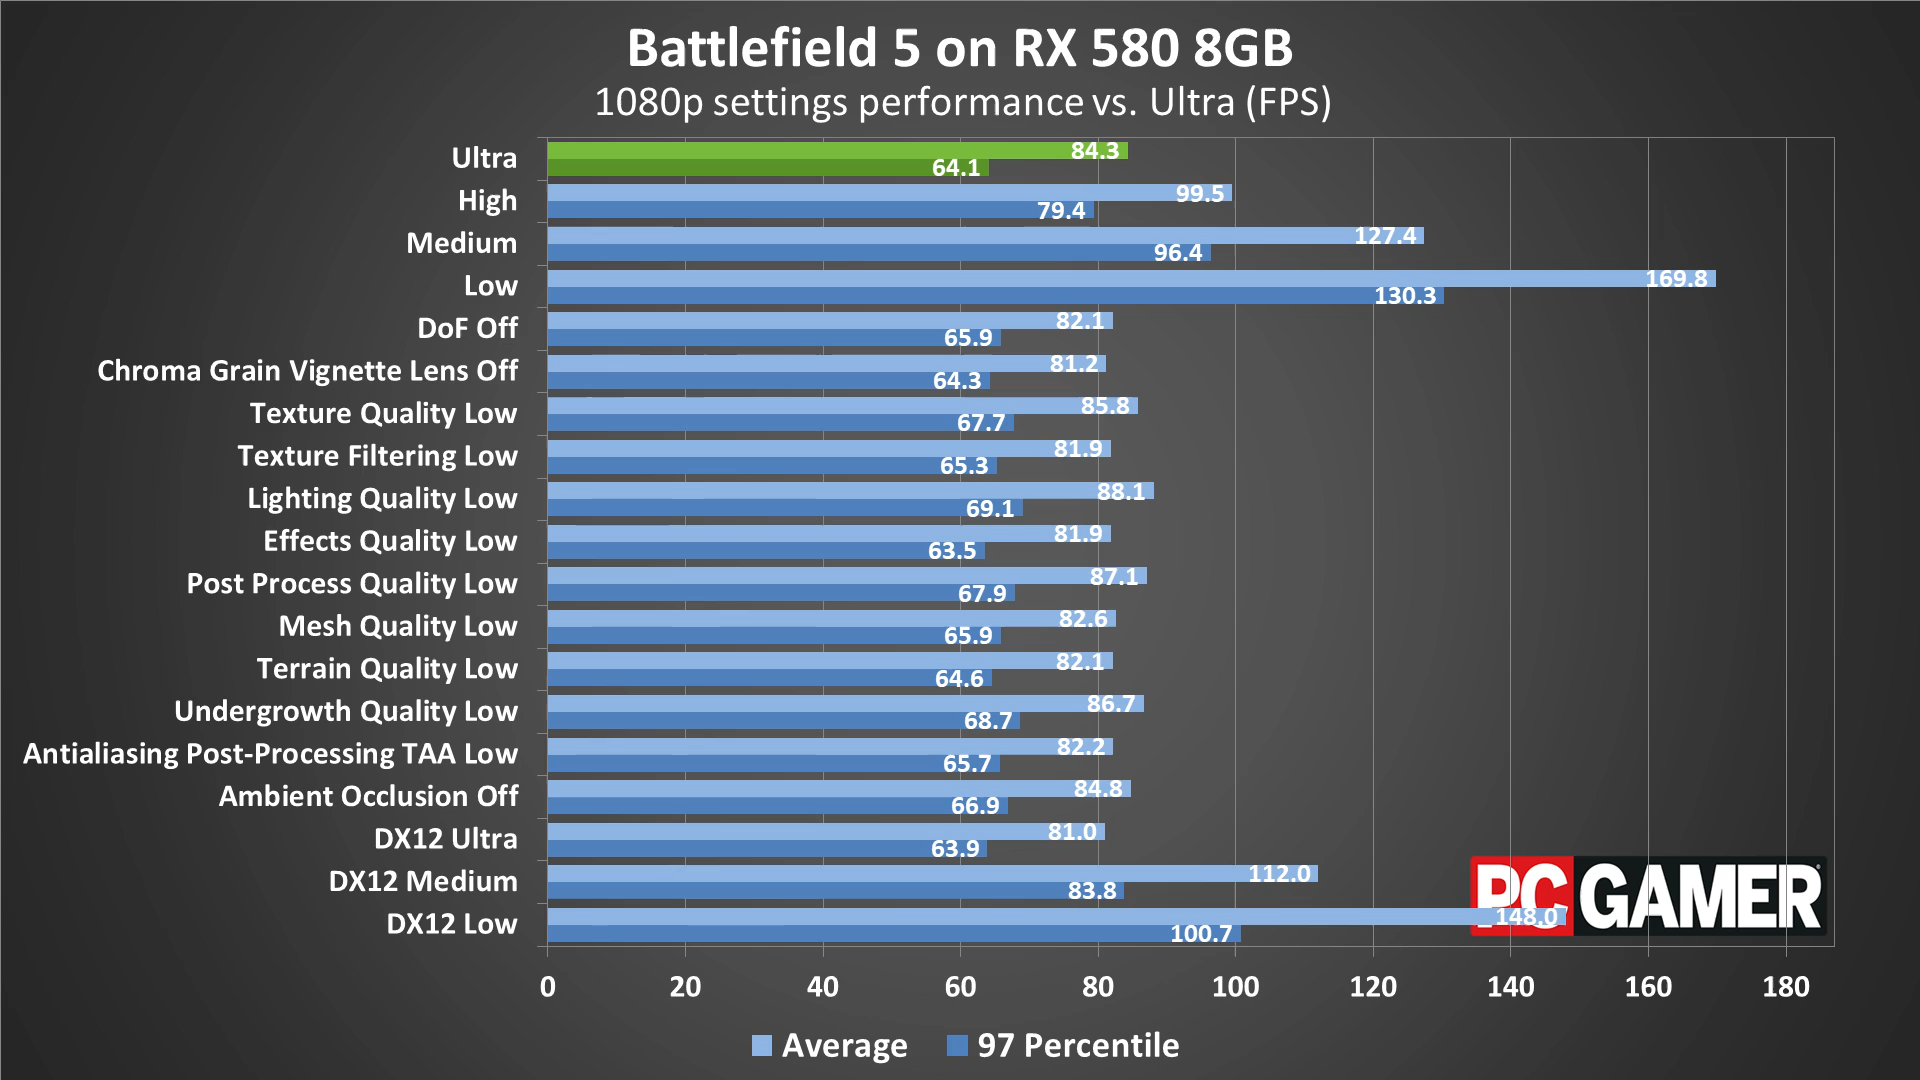 Battlefield 5 on RX 580 8GB
1080p settings performance vs. Ultra (FPS)
Ultra 84.3
64.1
High 99.5
79.4
Medium 127.4
96.4
Low 169.8
130.3
DoF Off 82.1
65.9
Chroma Grain Vignette Lens Off 81.2
64.3
Texture Quality Low 85.8
67.7
Texture Filtering Low 81.9
65.3
Lighting Quality Low 88.1
69.1
Effects Quality Low 81.9
63.5
Post Process Quality Low 87.1
67.9
Mesh Quality Low 82.6
65.9
Terrain Quality Low 82.1
64.6
Undergrowth Quality Low 86.7
68.7
Antialiasing Post-Processing TAA Low 82.2
65.7
Ambient Occlusion Off 84.8
66.9
DX12 Ultra 81.0
63.9
DX12 Medium 112.0
83.8
DX12 Low 148.0
100.7
PC GAMER
0 20 40 60 80 100 120 140 160 180
Average 97 Percentile